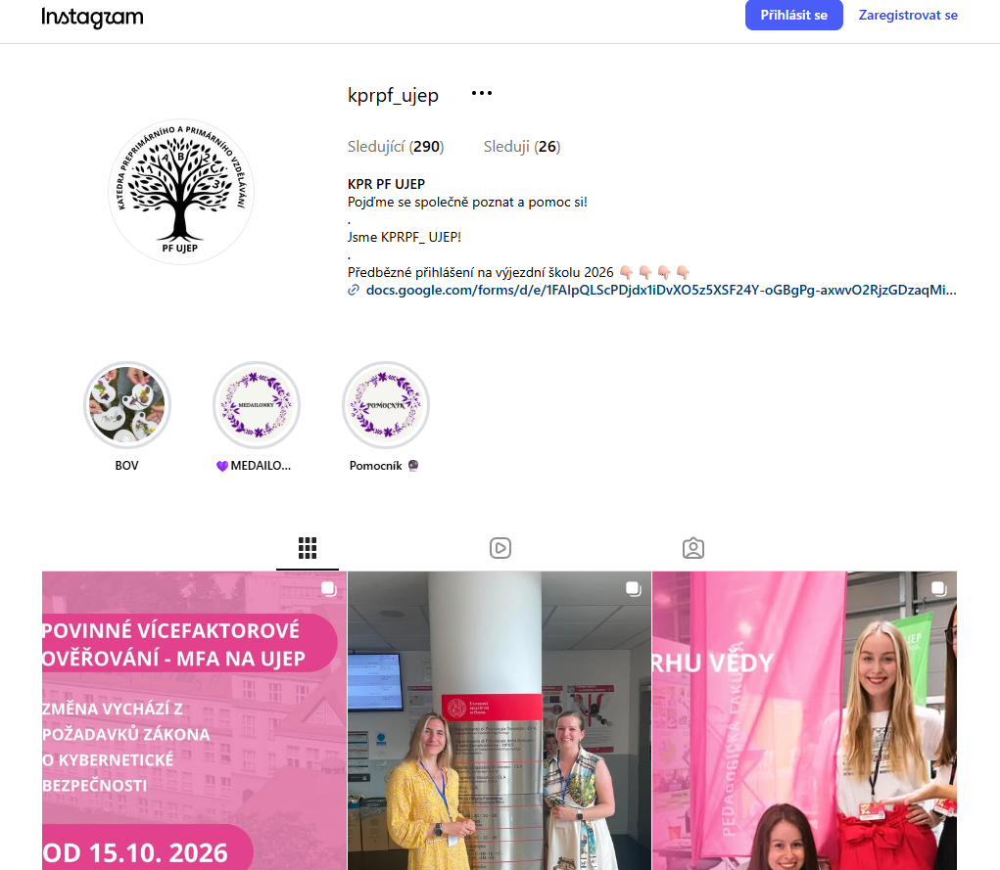 Instagram
Přihlásit se
Zaregistrovat se
kprpf_ujep
Sledující (290)
Sleduji (26)
KATEDRA PREPRIMÁRNÍHO A PRIMÁRNÍHO VZDĚLÁVÁNÍ
A B C
1 2 3
PF UJEP
KPR PF UJEP
Pojďme se společně poznat a pomoc si!
.
Jsme KPRPF_ UJEP!
.
Předběžné přihlášení na výjezdní školu 2026 👇🏻👇🏻👇🏻👇🏻
docs.google.com/forms/d/e/1FAIpQLScPDjdx1iDvXO5z5XSF24Y-oGBgPg-axwvO2RjzGDzaqMi...
MEDAILONKY
POMOCNÍK
BOV
💜MEDAILO...
Pomocník 🔮
POVINNÉ VÍCEFAKTOROVÉ
OVĚŘOVÁNÍ - MFA NA UJEP
ZMĚNA VYCHÁZÍ Z
POŽADAVKŮ ZÁKONA
O KYBERNETICKÉ
BEZPEČNOSTI
OD 15.10. 2026
RHU VĚDY
PEDAGOGICKÁ FAKULTA
UJEP